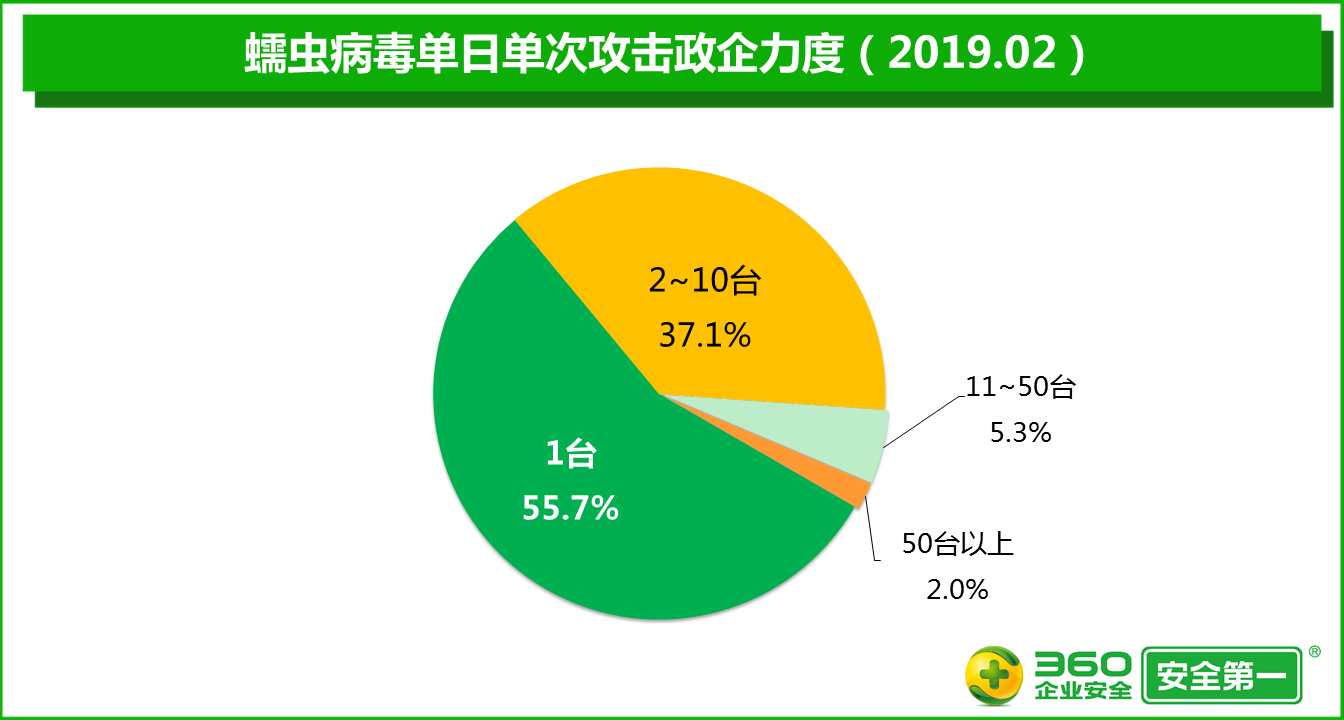 蠕虫病毒单日单次攻击政企力度（2019.02）
2~10台
37.1%
11~50台
5.3%
1台
55.7%
50台以上
2.0%
360
企业安全
安全第一
®